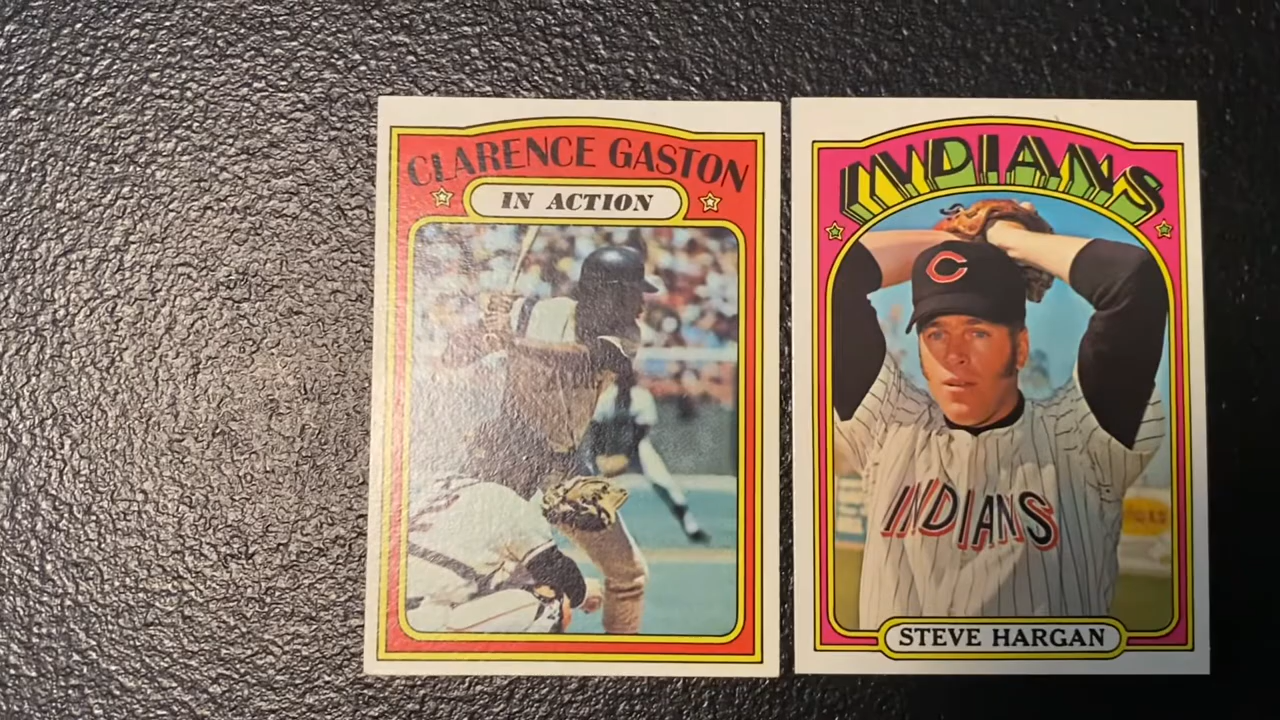 CLARENCE GASTON
IN ACTION
INDIANS
C
INDIANS
STEVE HARGAN